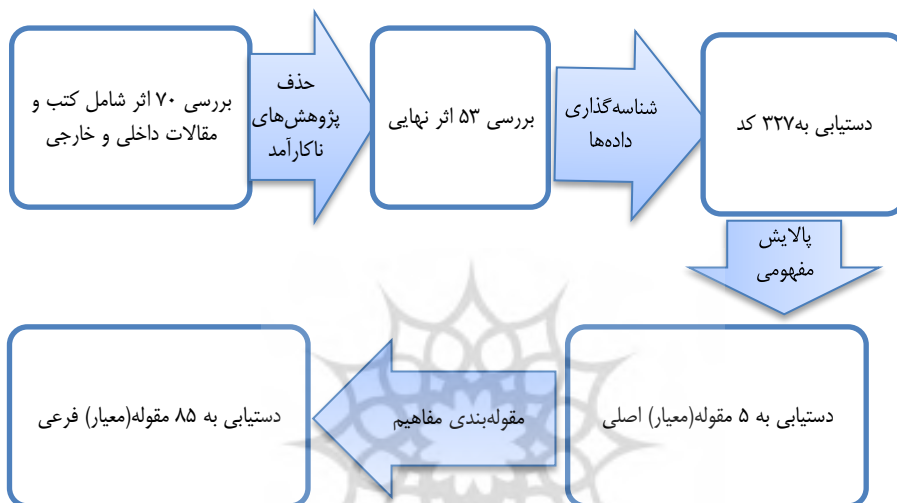 بررسی ۷۰ اثر شامل کتب و
مقالات داخلی و خارجی
حذف
پژوهش‌های
ناکارآمد
بررسی ۵۳ اثر نهایی
شناسه‌گذاری
داده‌ها
دستیابی به۳۲۷ کد
پالایش
مفهومی
دستیابی به ۵ مقوله(معیار) اصلی
مقوله‌بندی مفاهیم
دستیابی به ۸۵ مقوله(معیار) فرعی